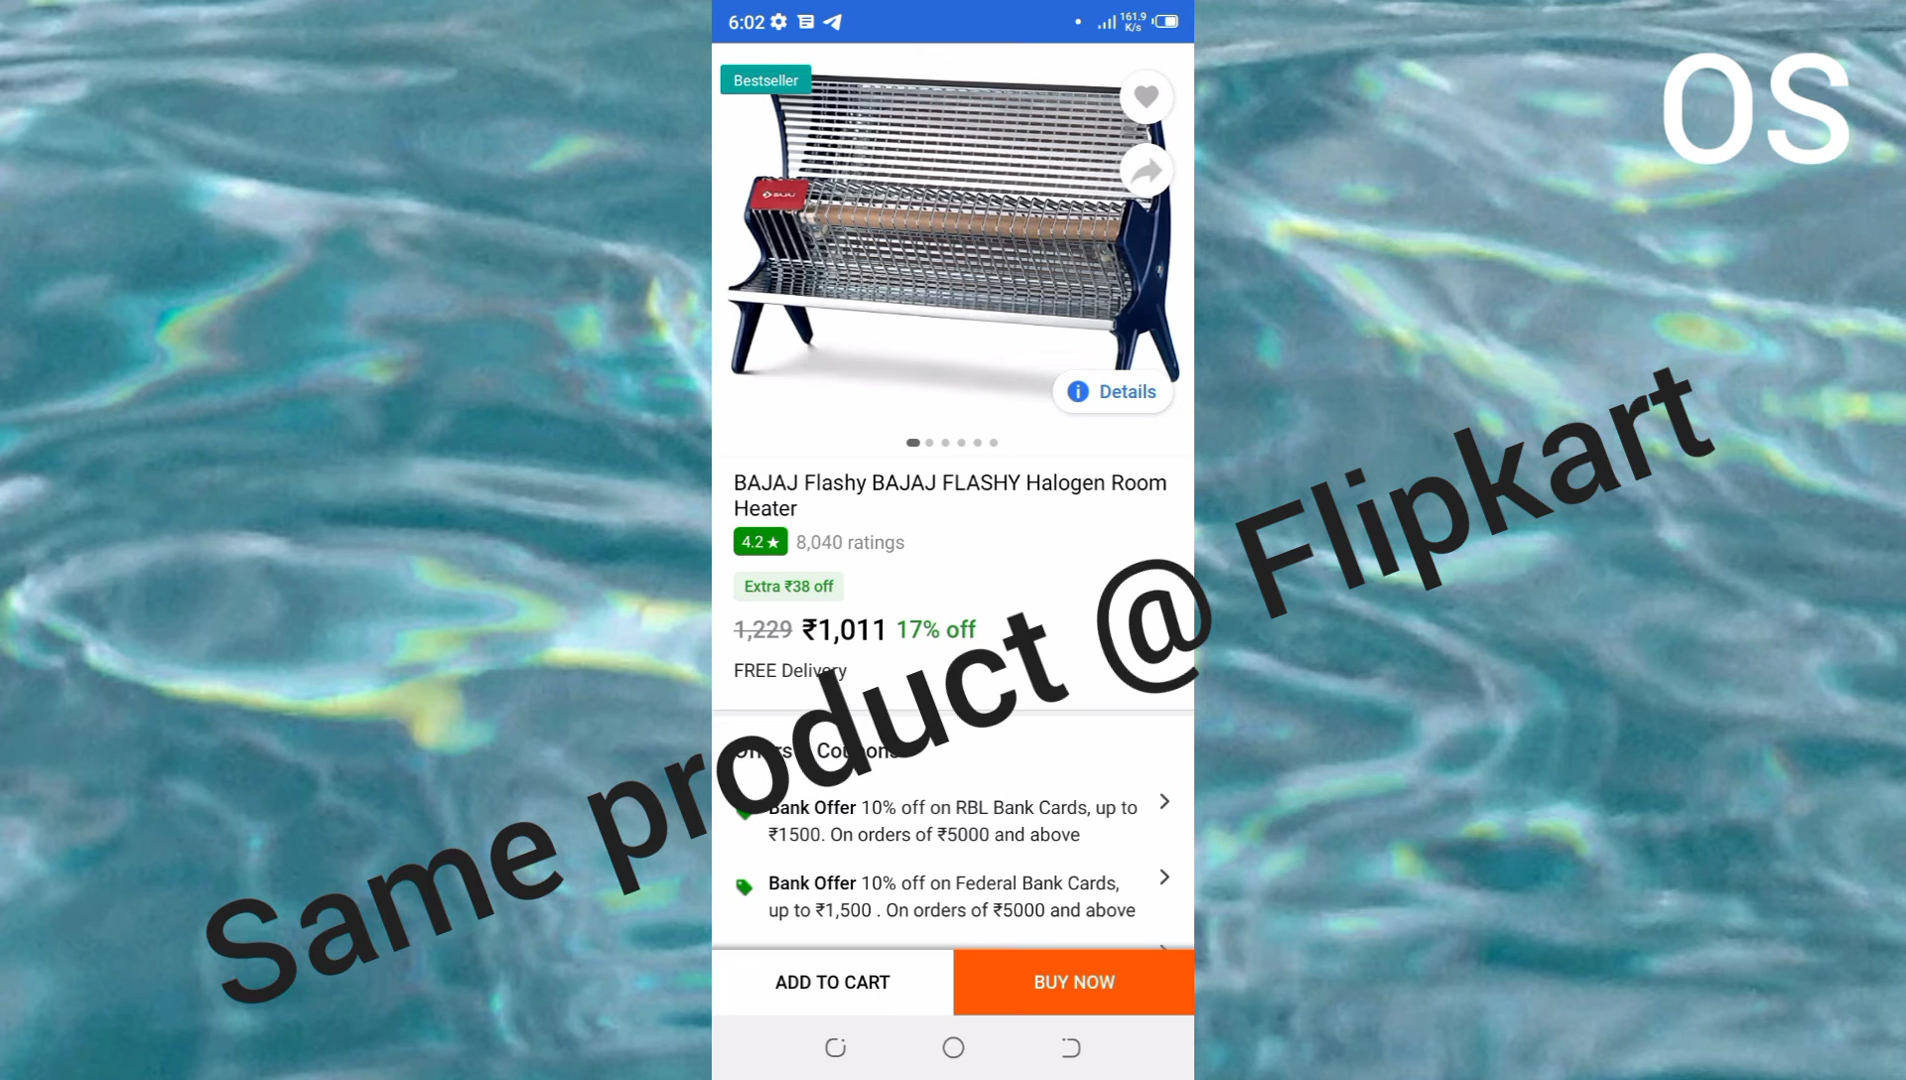 6:02
161.9
K/s
OS
Bestseller
BAJAJ
Details
BAJAJ Flashy BAJAJ FLASHY Halogen Room
Heater
4.2★ 8,040 ratings
Extra ₹38 off
1,229 ₹1,011 17% off
FREE Delivery
Same product @ Flipkart
Offers Coupons
Bank Offer 10% off on RBL Bank Cards, up to
₹1500. On orders of ₹5000 and above
Bank Offer 10% off on Federal Bank Cards,
up to ₹1,500 . On orders of ₹5000 and above
ADD TO CART
BUY NOW